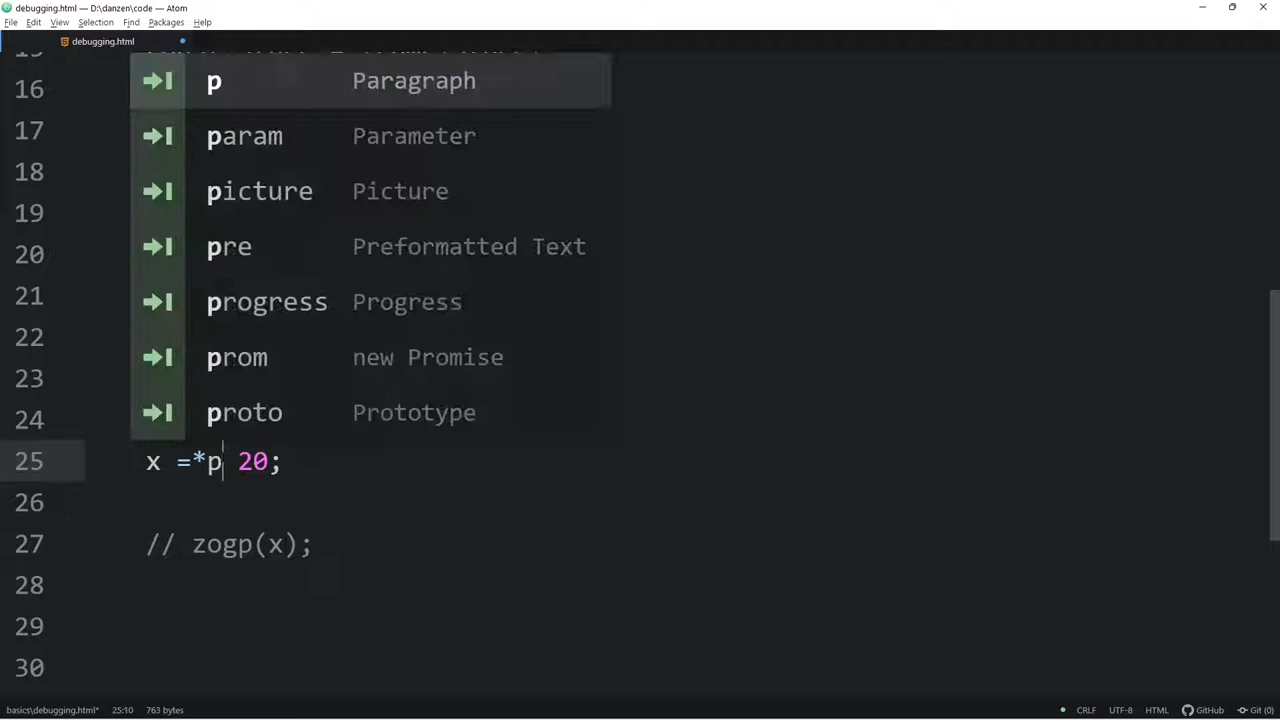 debugging.html — D:\danzen\code — Atom
File Edit View Selection Find Packages Help
debugging.html
16
17
18
19
20
21
22
23
24
p Paragraph
param Parameter
picture Picture
pre Preformatted Text
progress Progress
prom new Promise
proto Prototype
25 x =*p 20;
26
27 // zogp(x);
28
29
30
basics\debugging.html* 25:10 763 bytes CRLF UTF-8 HTML GitHub Git (0)